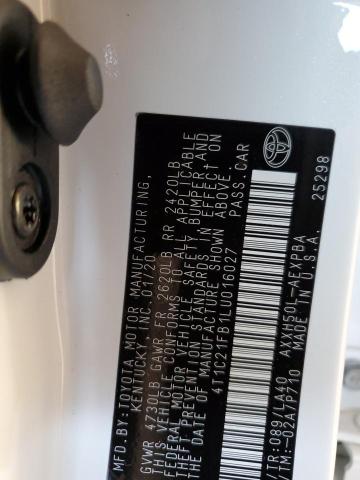 MFD.BY:TOYOTA MOTOR MANUFACTURING,
KENTUCKY, INC. 01/20
GVWR 4730LB GAWR FR 2620LB RR 2420LB
THIS VEHICLE CONFORMS TO ALL APPLICABLE
FEDERAL MOTOR VEHICLE SAFETY, BUMPER, AND
THEFT PREVENTION STANDARDS IN EFFECT ON
THE DATE OF MANUFACTURE SHOWN ABOVE.
4T1C21FB1LU016027 PASS.CAR
C/TR:089/LA40 AXXH50L-AEXVBA
A/TM:-02A/P710 MADE IN U.S.A. 25298